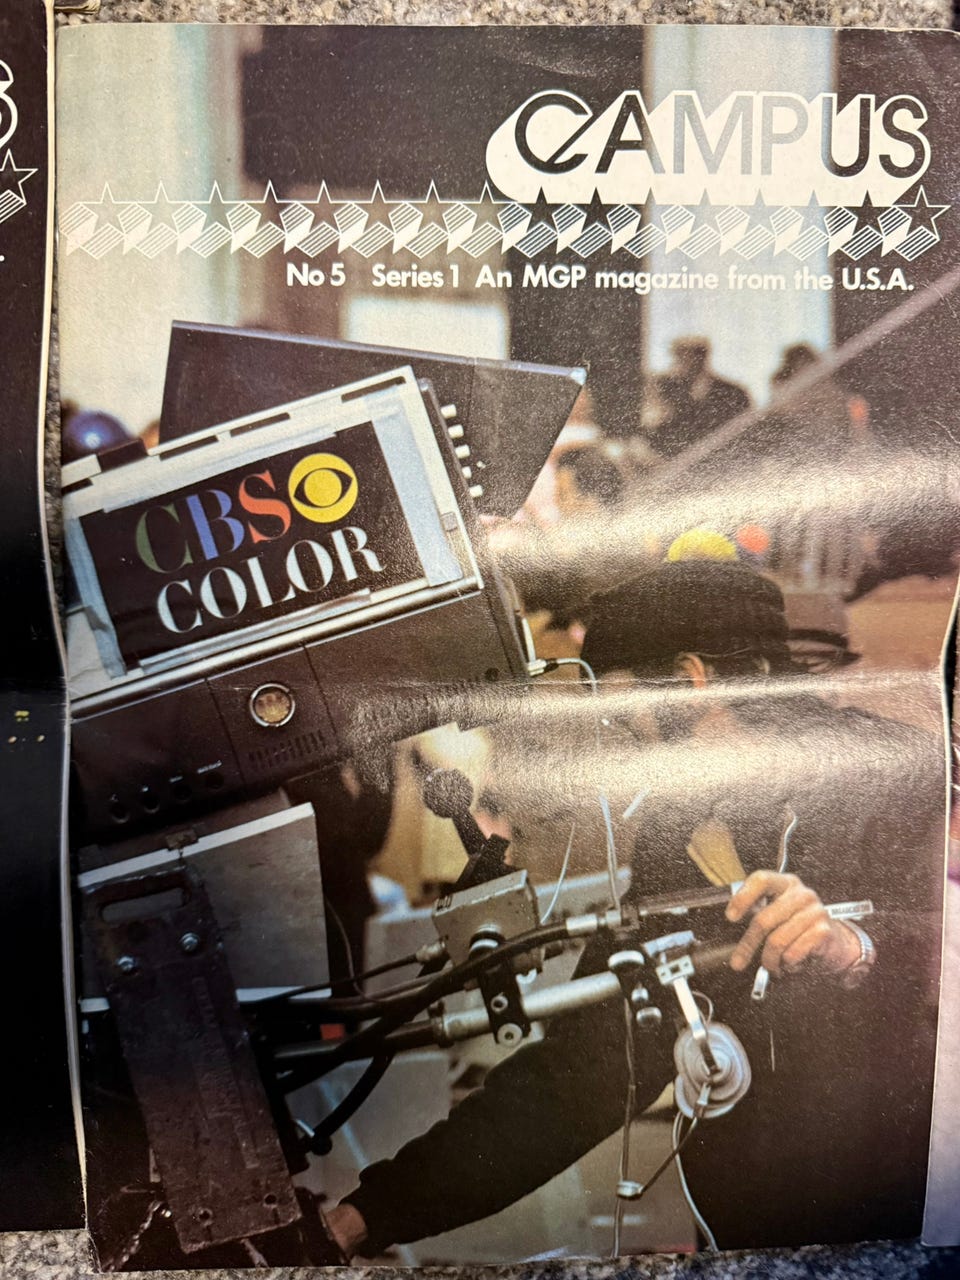 CAMPUS
No 5 Series 1 An MGP magazine from the U.S.A.
CBS
COLOR